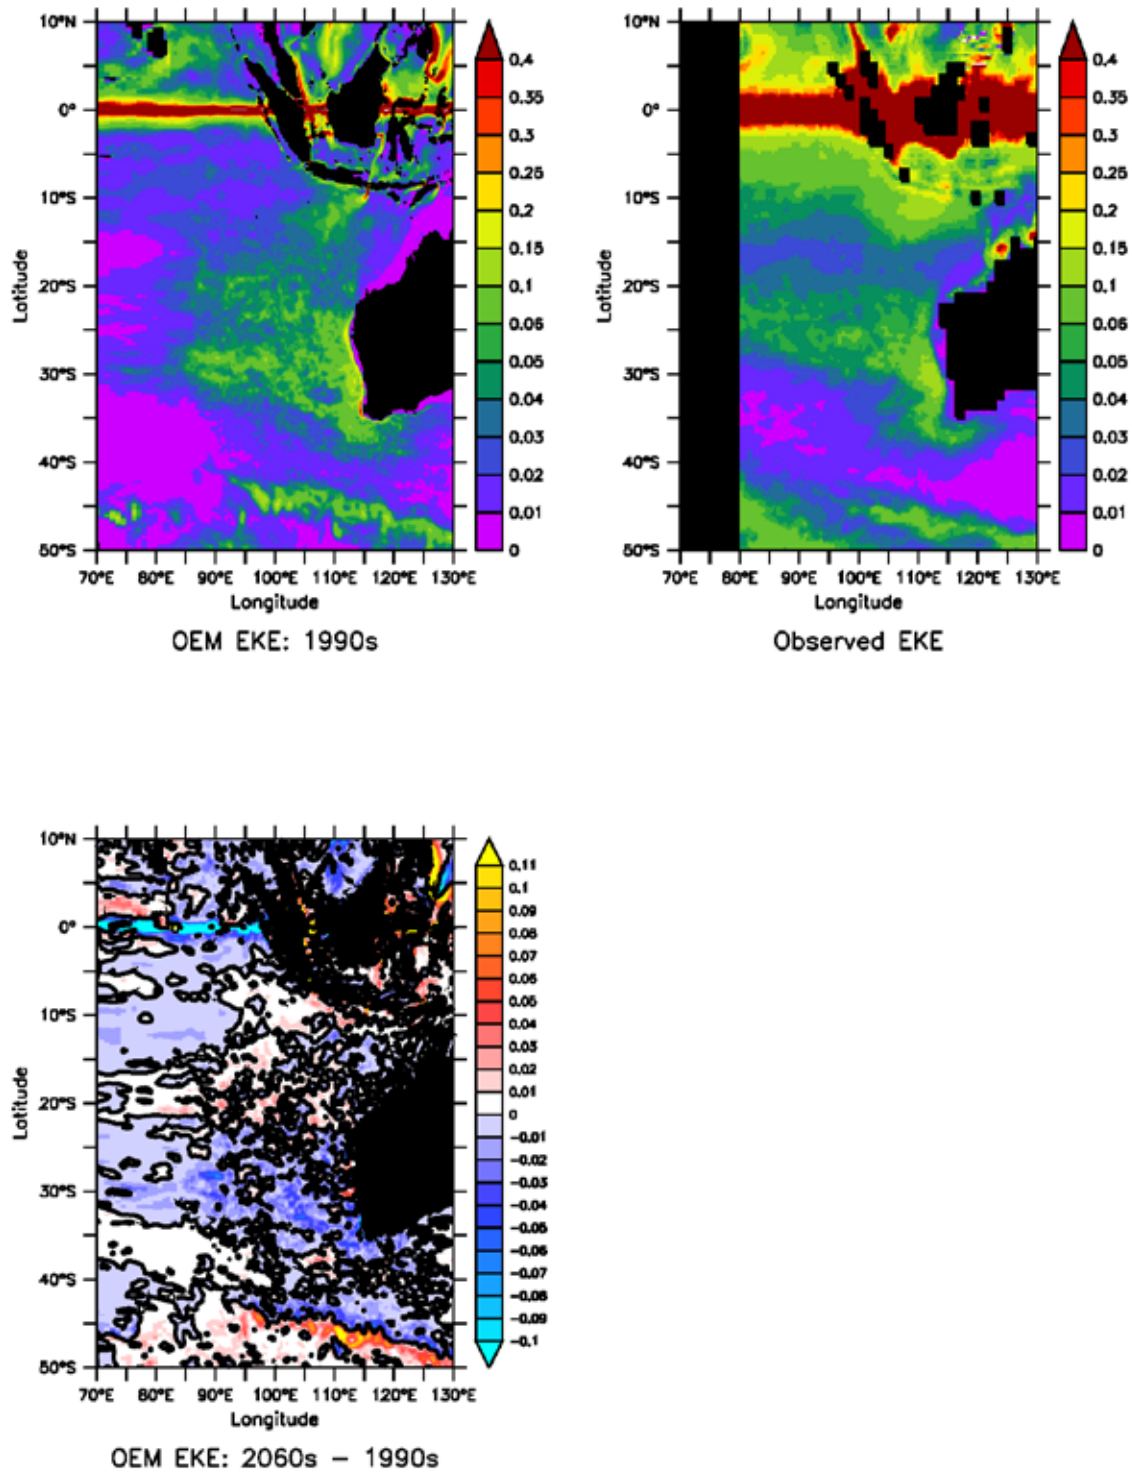 10°N
0°
10°S
20°S
30°S
40°S
50°S
Latitude
70°E 80°E 90°E 100°E 110°E 120°E 130°E
Longitude
OEM EKE: 1990s
0.4
0.35
0.3
0.25
0.2
0.15
0.1
0.06
0.05
0.04
0.03
0.02
0.01
0
10°N
0°
10°S
20°S
30°S
40°S
50°S
Latitude
70°E 80°E 90°E 100°E 110°E 120°E 130°E
Longitude
Observed EKE
0.4
0.35
0.3
0.25
0.2
0.15
0.1
0.06
0.05
0.04
0.03
0.02
0.01
0
10°N
0°
10°S
20°S
30°S
40°S
50°S
Latitude
70°E 80°E 90°E 100°E 110°E 120°E 130°E
Longitude
OEM EKE: 2060s – 1990s
0.11
0.1
0.09
0.08
0.07
0.06
0.05
0.04
0.03
0.02
0.01
0
-0.01
-0.02
-0.03
-0.04
-0.05
-0.06
-0.07
-0.08
-0.09
-0.1